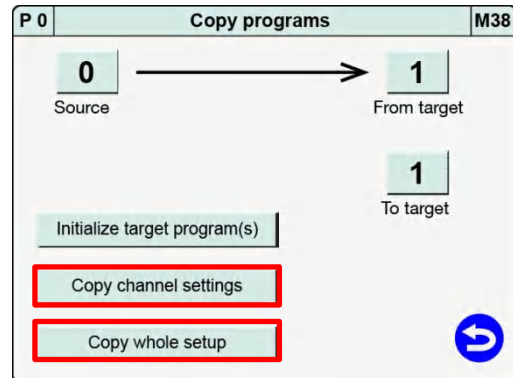 P 0 Copy programs M38
0 1
Source From target
1
To target
Initialize target program(s)
Copy channel settings
Copy whole setup